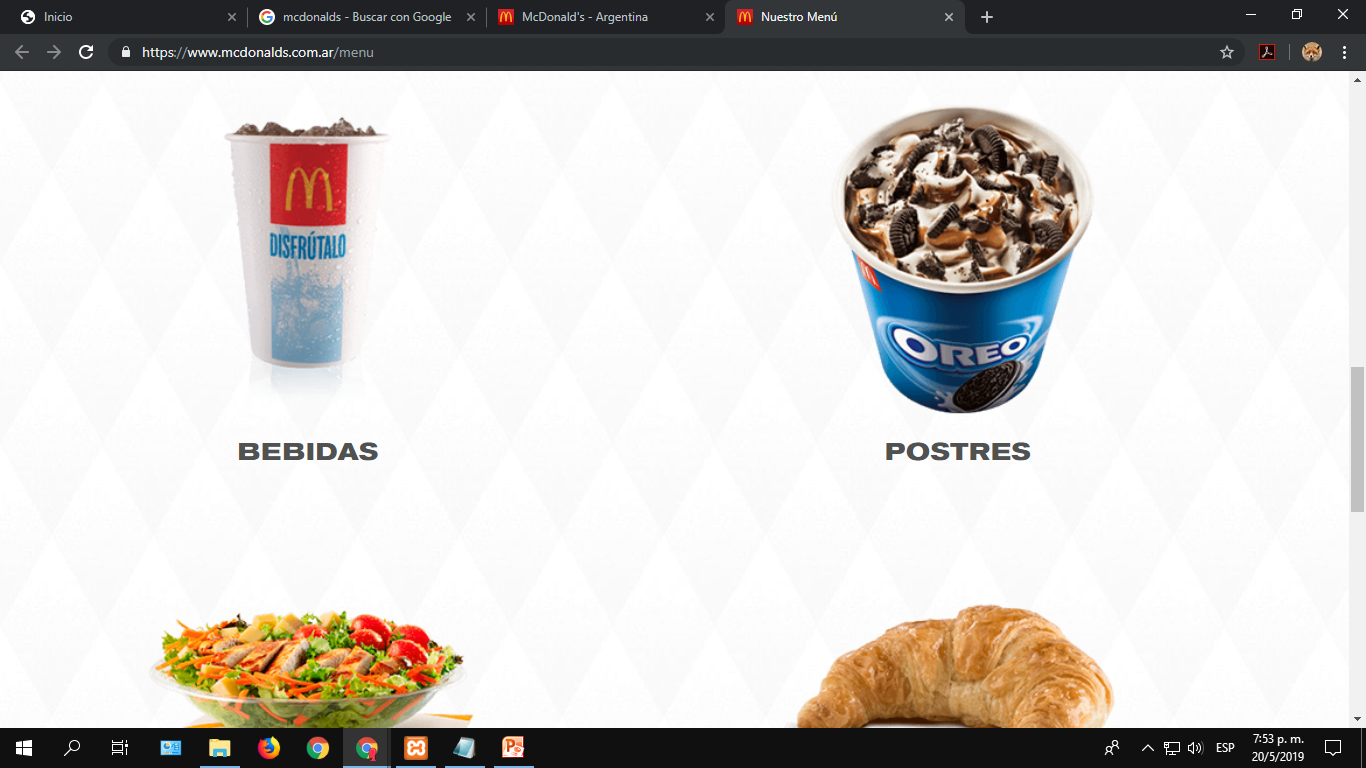 Inicio
mcdonalds - Buscar con Google
McDonald's - Argentina
Nuestro Menú
https://www.mcdonalds.com.ar/menu
DISFRÚTALO
OREO
BEBIDAS
POSTRES
ESP
7:53 p. m.
20/5/2019